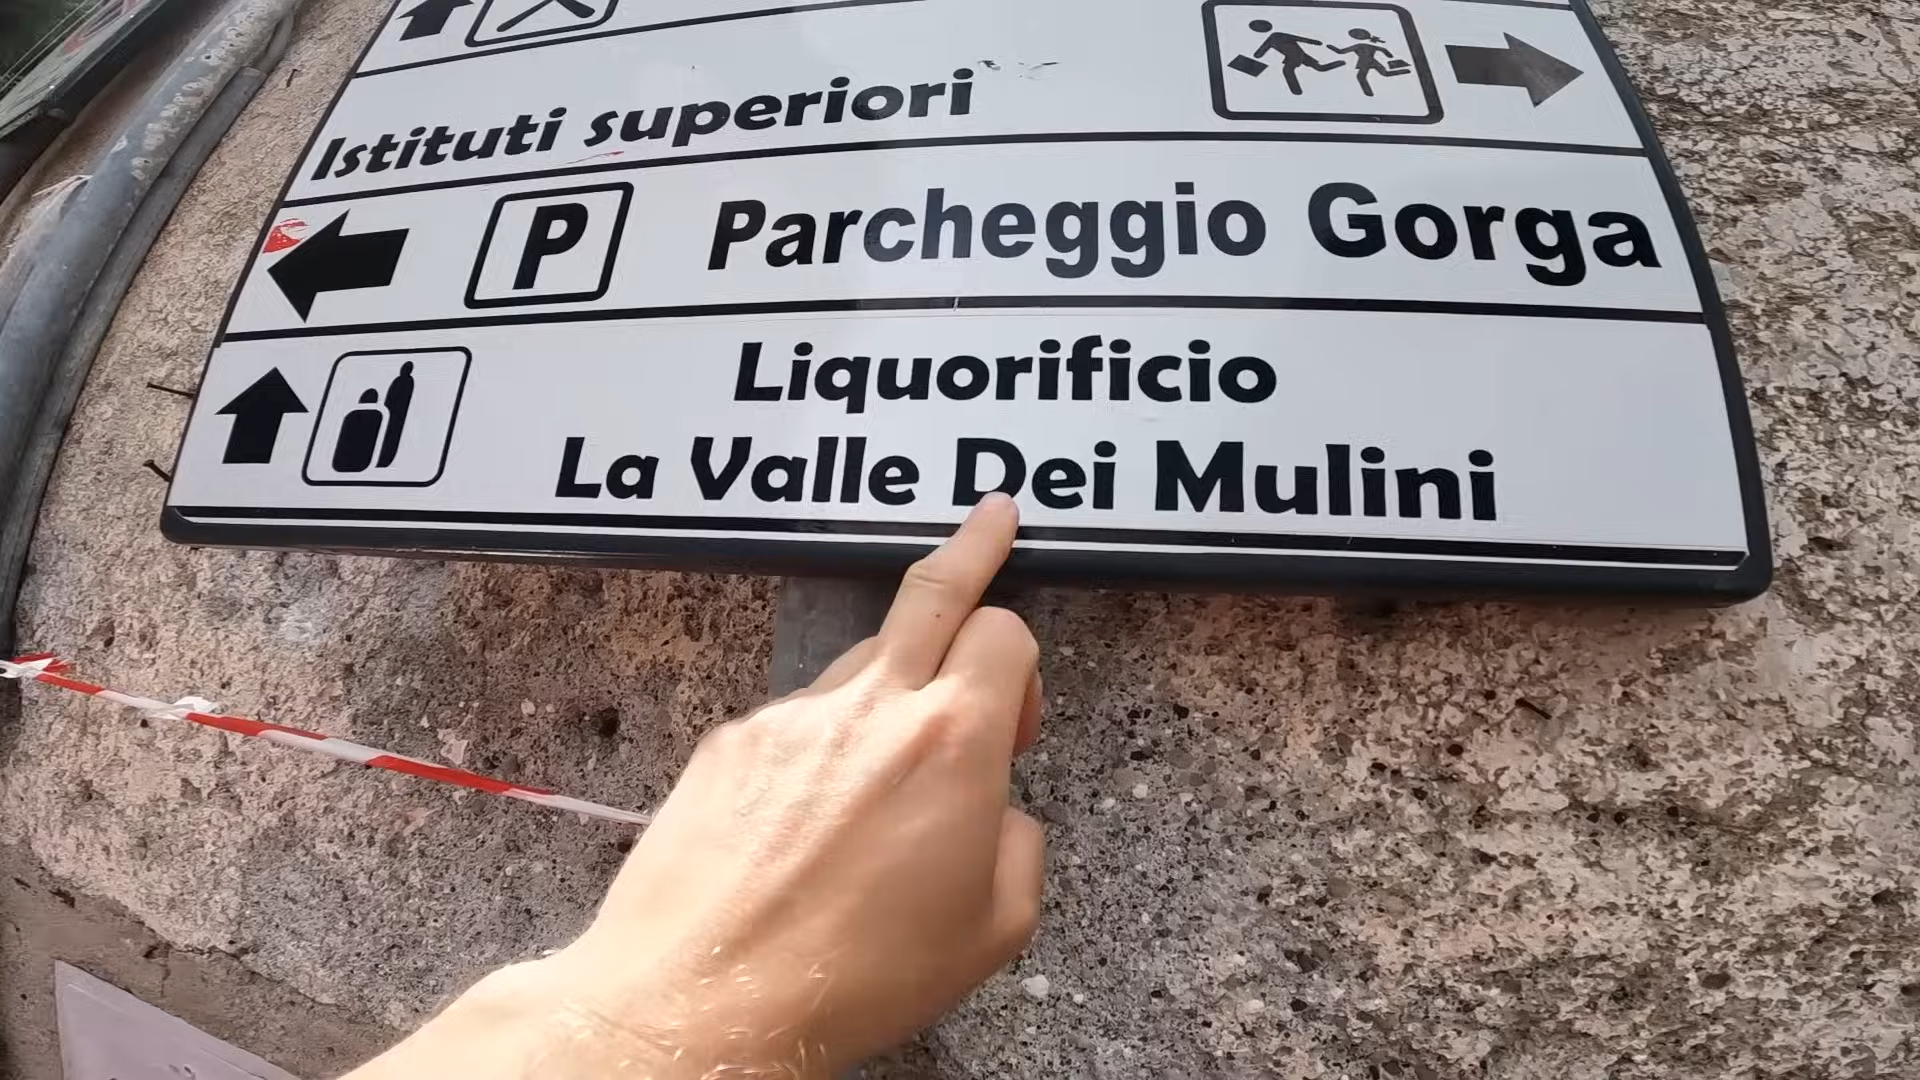 Istituti superiori
P Parcheggio Gorga
Liquorificio
La Valle Dei Mulini